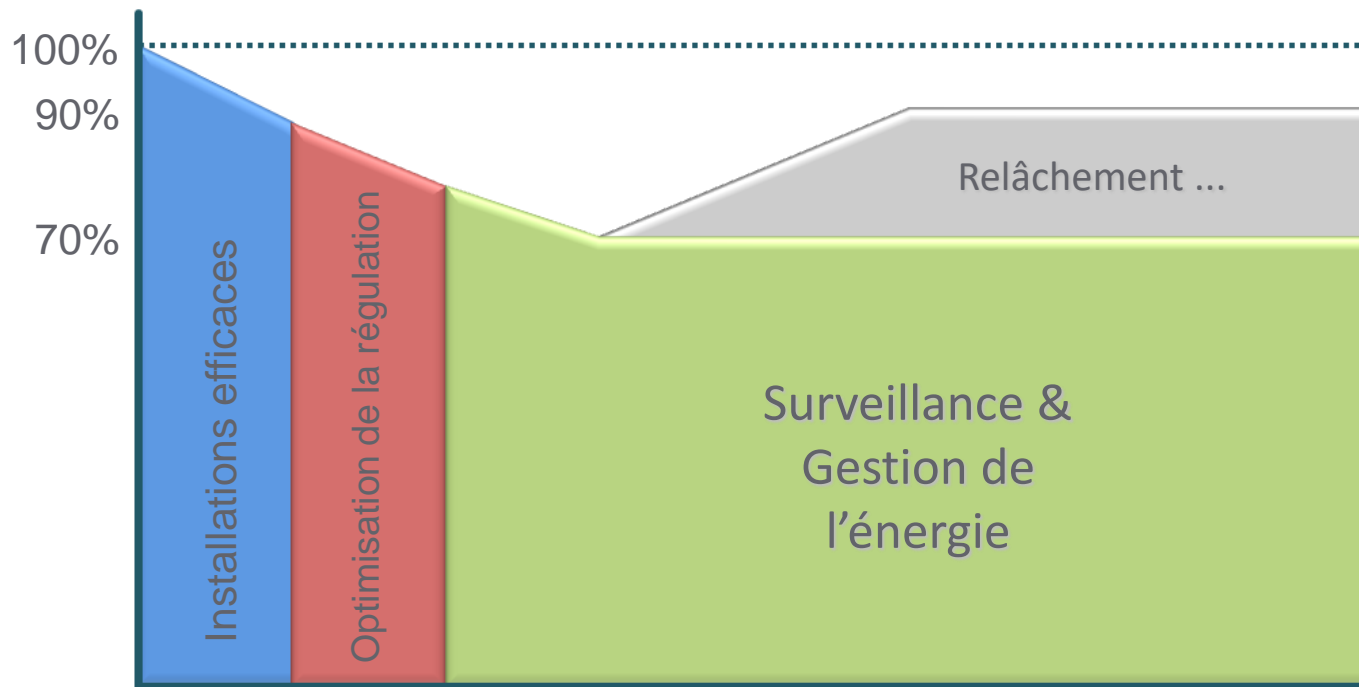 100%
90%
70%
Installations efficaces
Optimisation de la régulation
Relâchement ...
Surveillance &
Gestion de
l’énergie